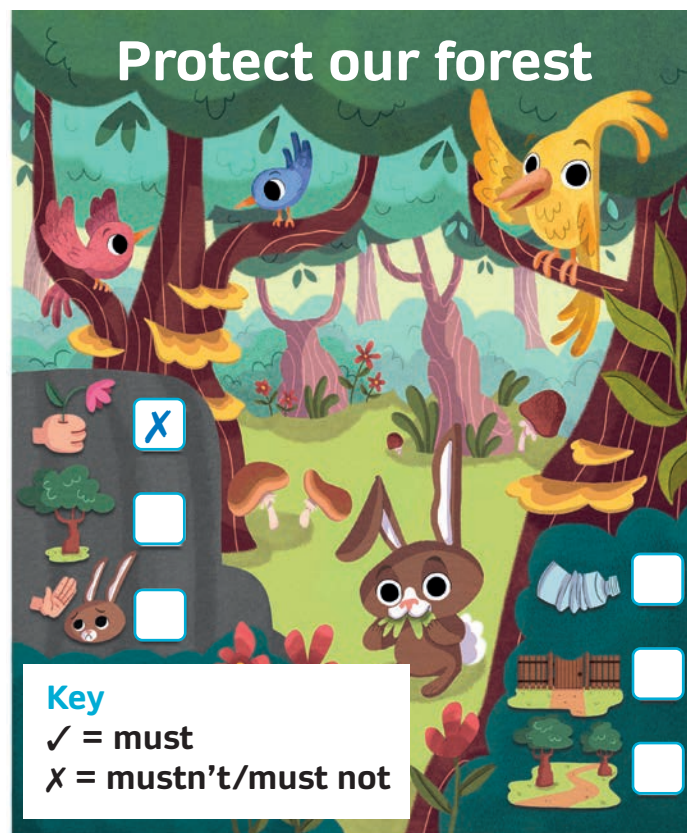 Protect our forest
✗
Key
✓ = must
✗ = mustn't/must not